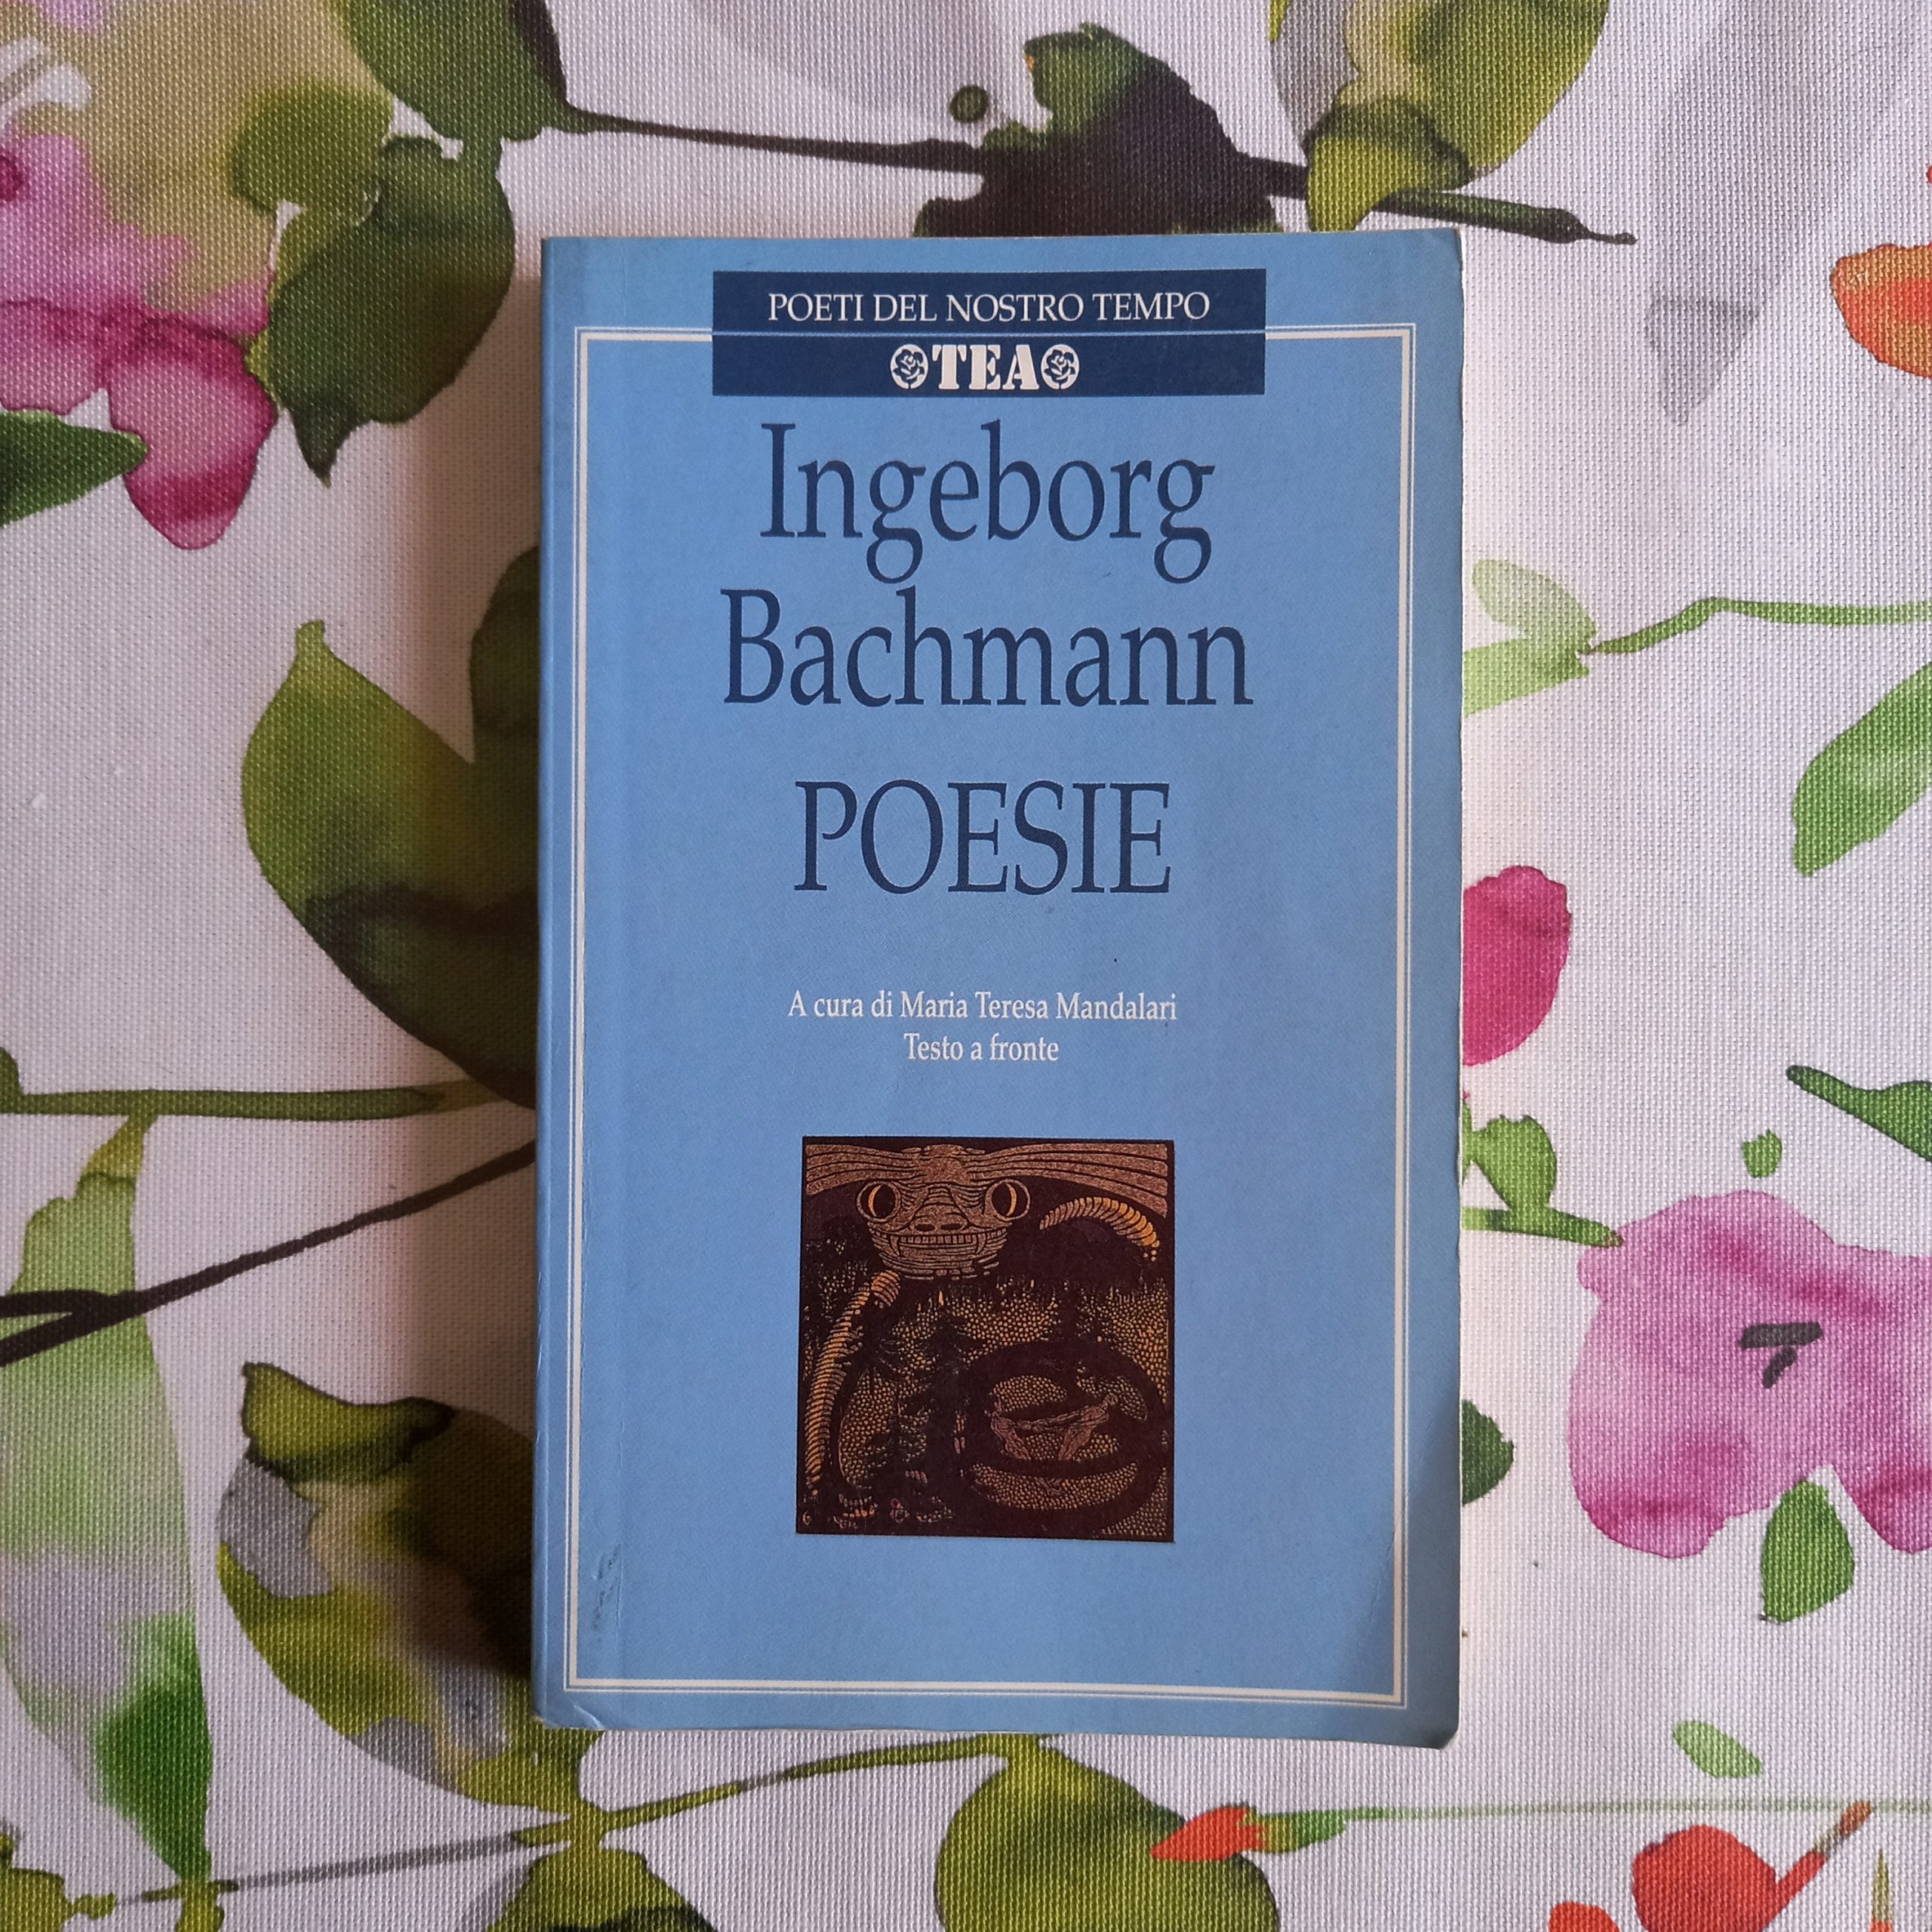 POETI DEL NOSTRO TEMPO
TEA
Ingeborg
Bachmann
POESIE
A cura di Maria Teresa Mandalari
Testo a fronte